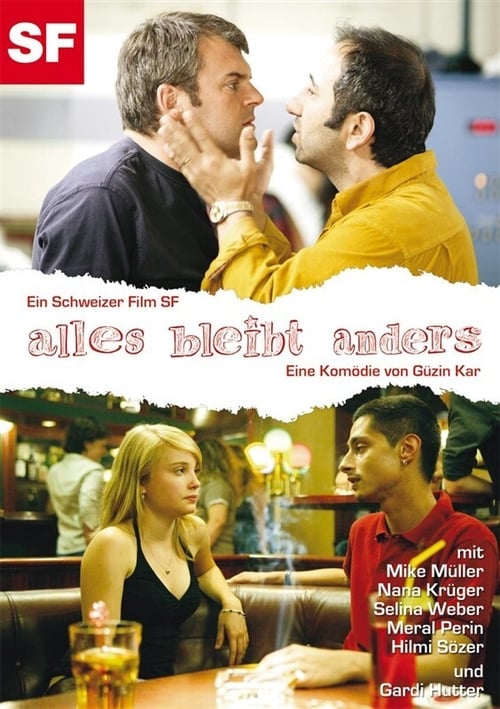 SF
Ein Schweizer Film SF
alles bleibt anders
Eine Komödie von Güzin Kar
mit
Mike Müller
Nana Krüger
Selina Weber
Meral Perin
Hilmi Sözer
und
Gardi Hutter